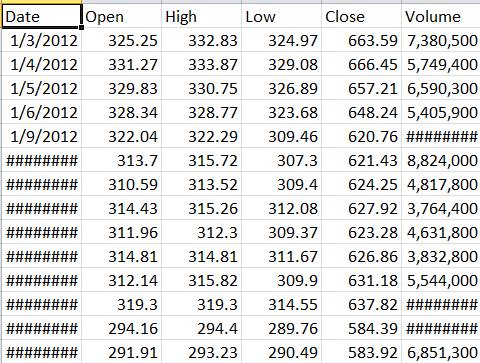 Date Open High Low Close Volume
1/3/2012 325.25 332.83 324.97 663.59 7,380,500
1/4/2012 331.27 333.87 329.08 666.45 5,749,400
1/5/2012 329.83 330.75 326.89 657.21 6,590,300
1/6/2012 328.34 328.77 323.68 648.24 5,405,900
1/9/2012 322.04 322.29 309.46 620.76 ########
######## 313.7 315.72 307.3 621.43 8,824,000
######## 310.59 313.52 309.4 624.25 4,817,800
######## 314.43 315.26 312.08 627.92 3,764,400
######## 311.96 312.3 309.37 623.28 4,631,800
######## 314.81 314.81 311.67 626.86 3,832,800
######## 312.14 315.82 309.9 631.18 5,544,000
######## 319.3 319.3 314.55 637.82 ########
######## 294.16 294.4 289.76 584.39 ########
######## 291.91 293.23 290.49 583.92 6,851,300